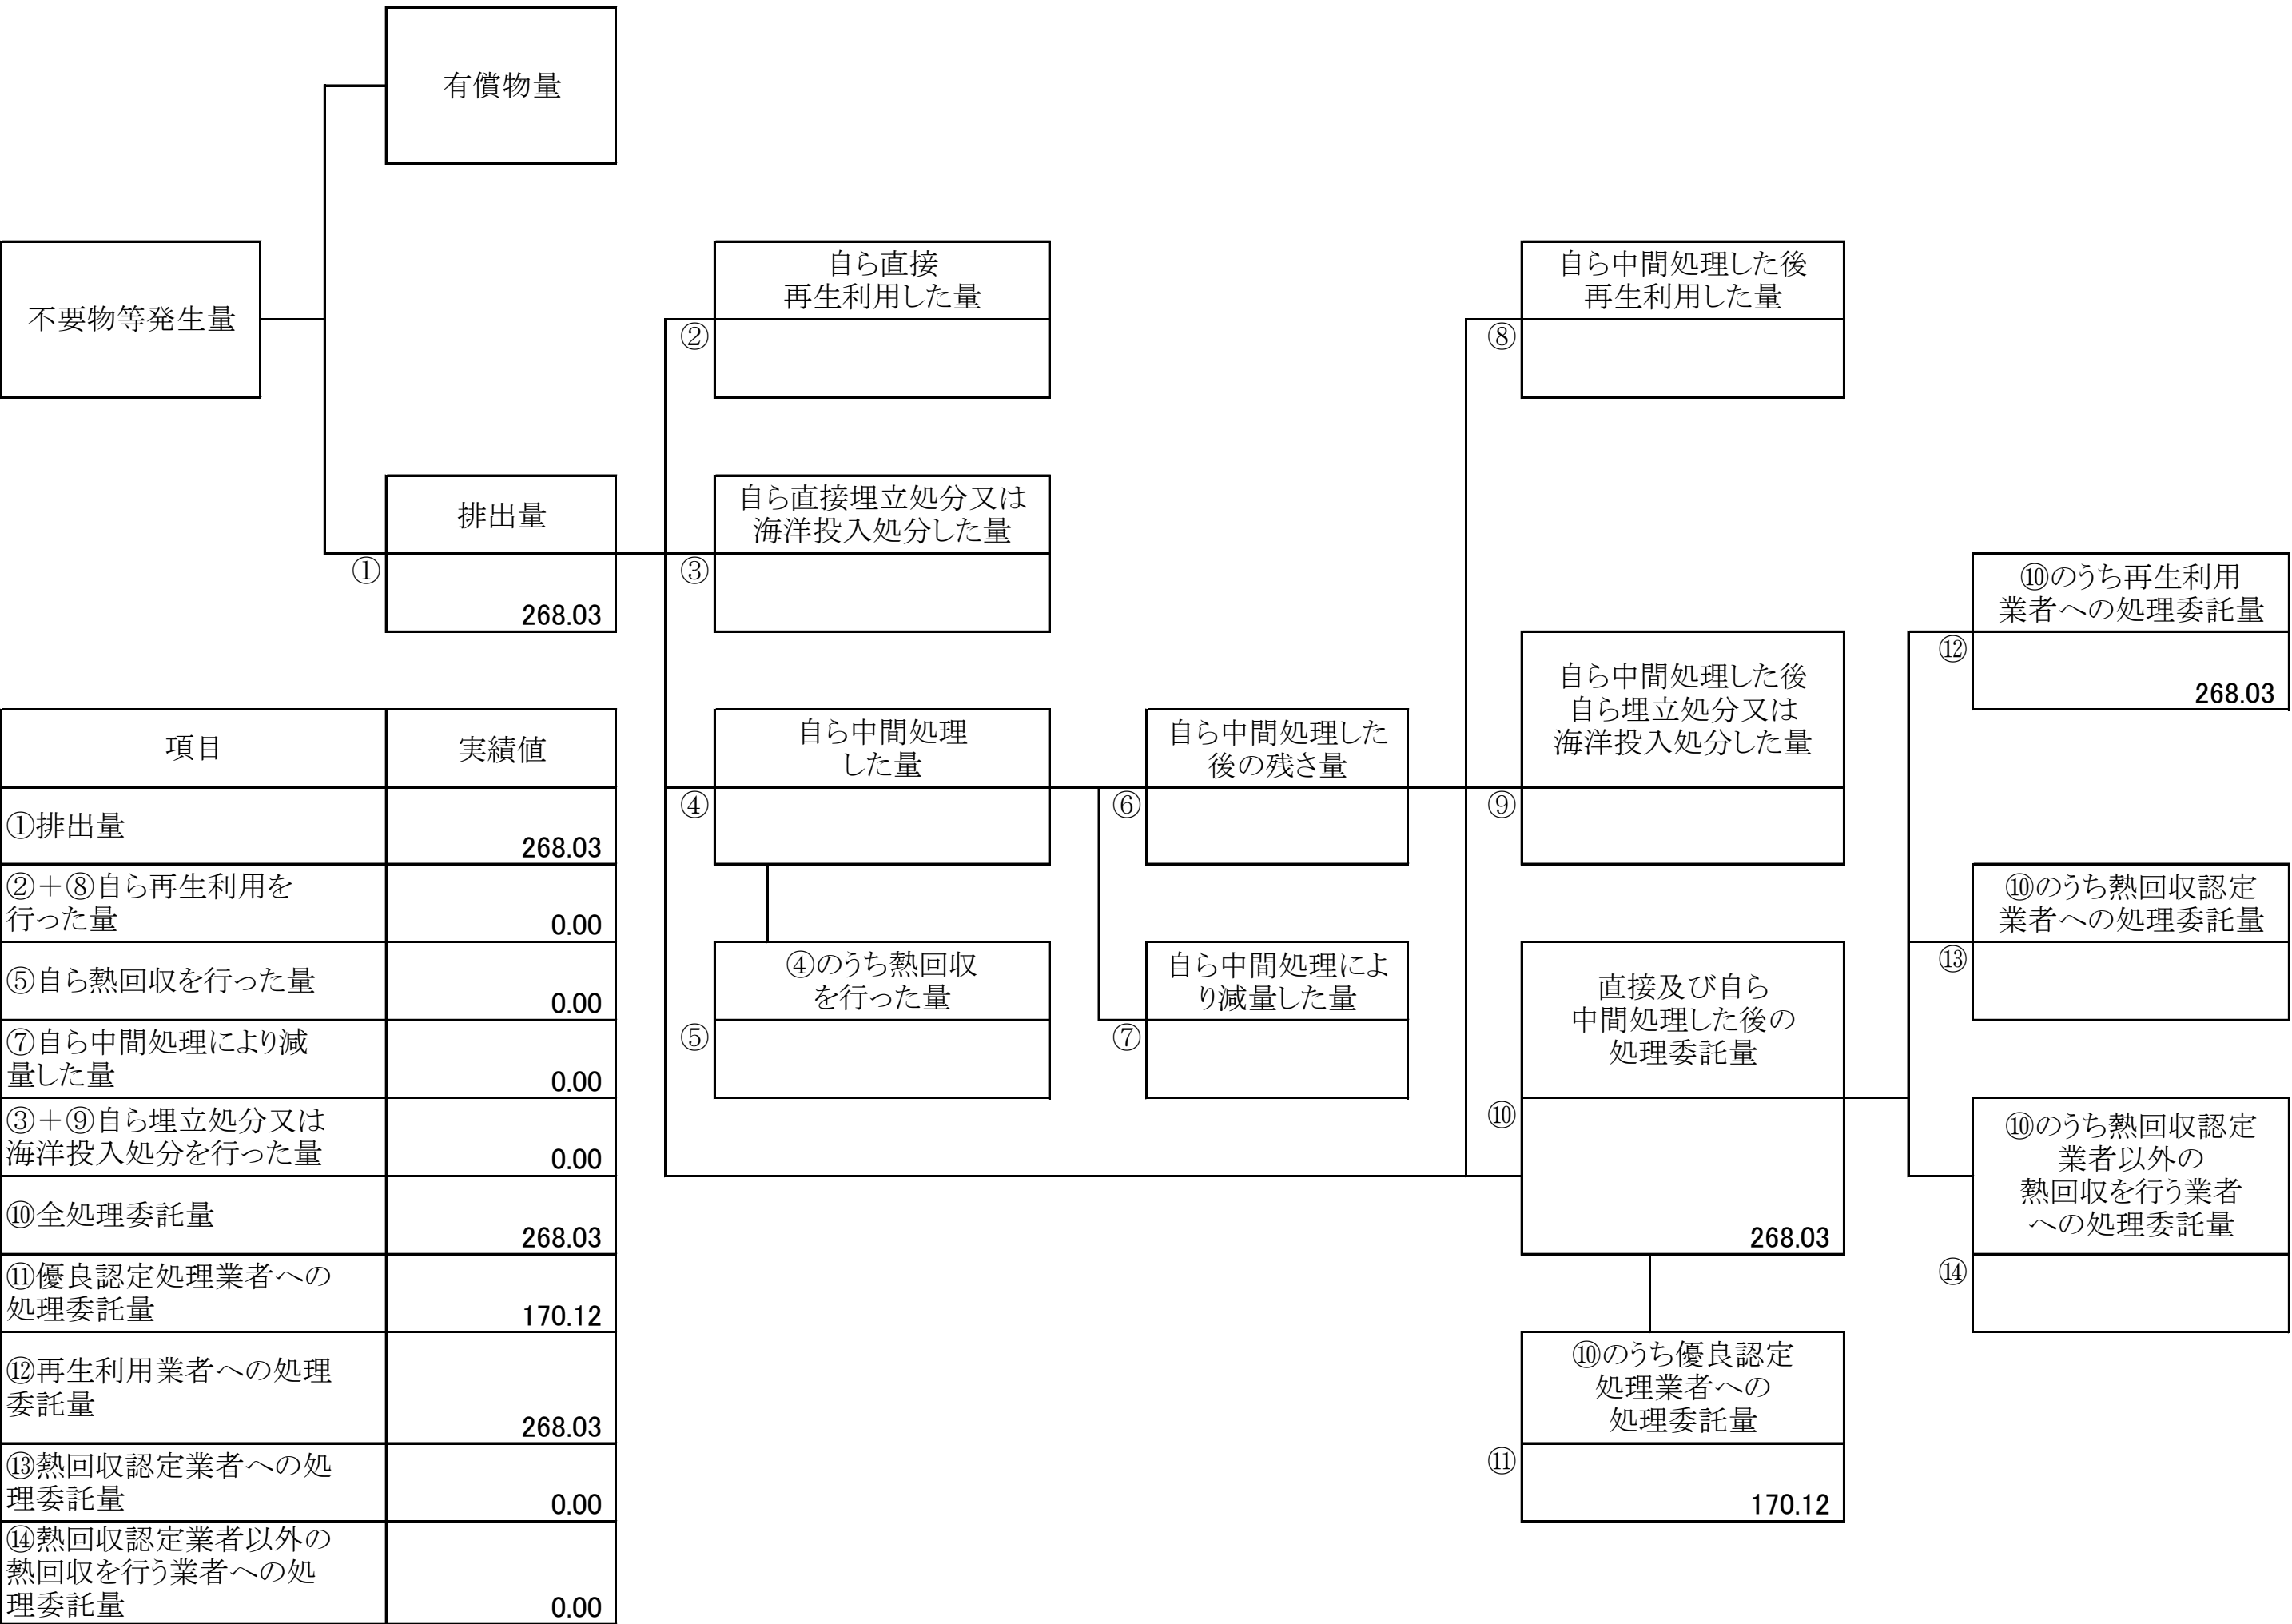 有償物量
不要物等発生量
自ら直接
再生利用した量
②
自ら中間処理した後
再生利用した量
⑧
排出量
①
268.03
自ら直接埋立処分又は
海洋投入処分した量
③
⑩のうち再生利用
業者への処理委託量
⑫
268.03
自ら中間処理
した量
④
自ら中間処理した
後の残さ量
⑥
自ら中間処理した後
自ら埋立処分又は
海洋投入処分した量
⑨
⑩のうち熱回収認定
業者への処理委託量
⑬
④のうち熱回収
を行った量
⑤
自ら中間処理によ
り減量した量
⑦
直接及び自ら
中間処理した後の
処理委託量
⑩
268.03
⑩のうち熱回収認定
業者以外の
熱回収を行う業者
への処理委託量
⑭
⑩のうち優良認定
処理業者への
処理委託量
⑪
170.12
項目
実績値
①排出量
268.03
②+⑧自ら再生利用を
行った量
0.00
⑤自ら熱回収を行った量
0.00
⑦自ら中間処理により減
量した量
0.00
③+⑨自ら埋立処分又は
海洋投入処分を行った量
0.00
⑩全処理委託量
268.03
⑪優良認定処理業者への
処理委託量
170.12
⑫再生利用業者への処理
委託量
268.03
⑬熱回収認定業者への処
理委託量
0.00
⑭熱回収認定業者以外の
熱回収を行う業者への処
理委託量
0.00